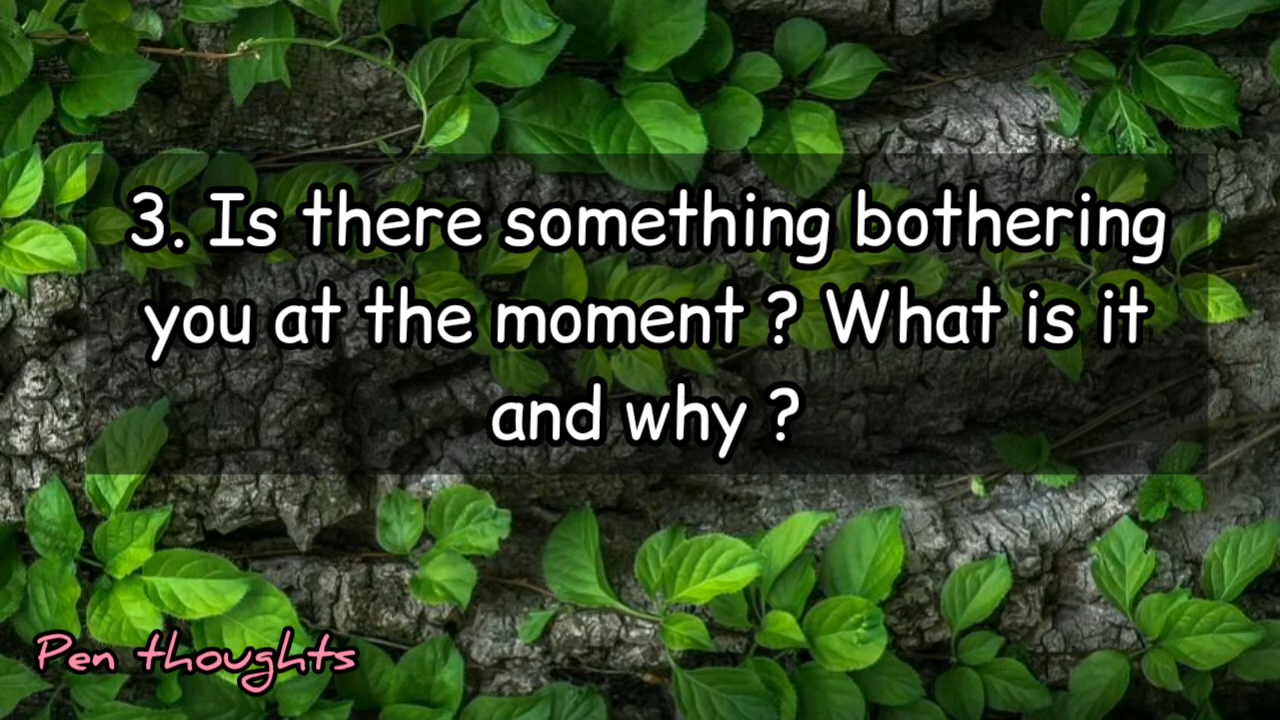 3. Is there something bothering
you at the moment ? What is it
and why ?
Pen thoughts